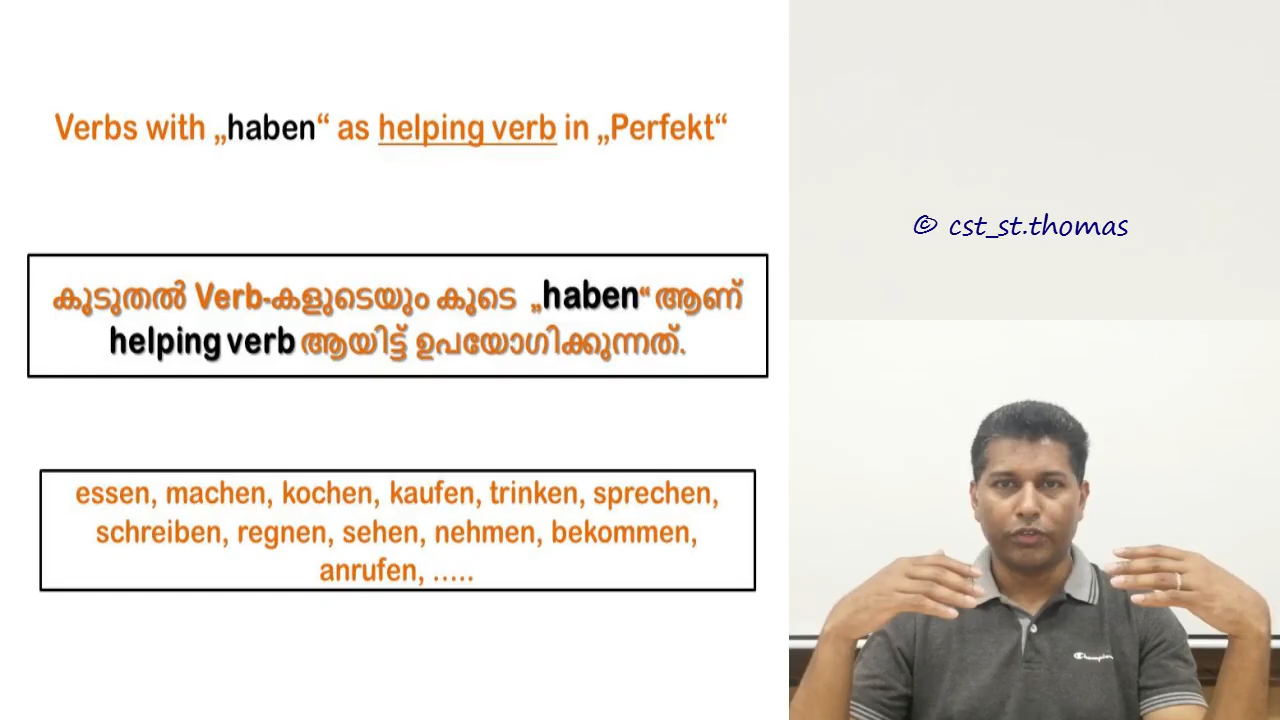 Verbs with „haben“ as helping verb in „Perfekt“
കൂടുതൽ Verb-കളുടെയും കൂടെ „haben“ ആണ്
helping verb ആയിട്ട് ഉപയോഗിക്കുന്നത്.
essen, machen, kochen, kaufen, trinken, sprechen,
schreiben, regnen, sehen, nehmen, bekommen,
anrufen, .....
© cst_st.thomas
Champion